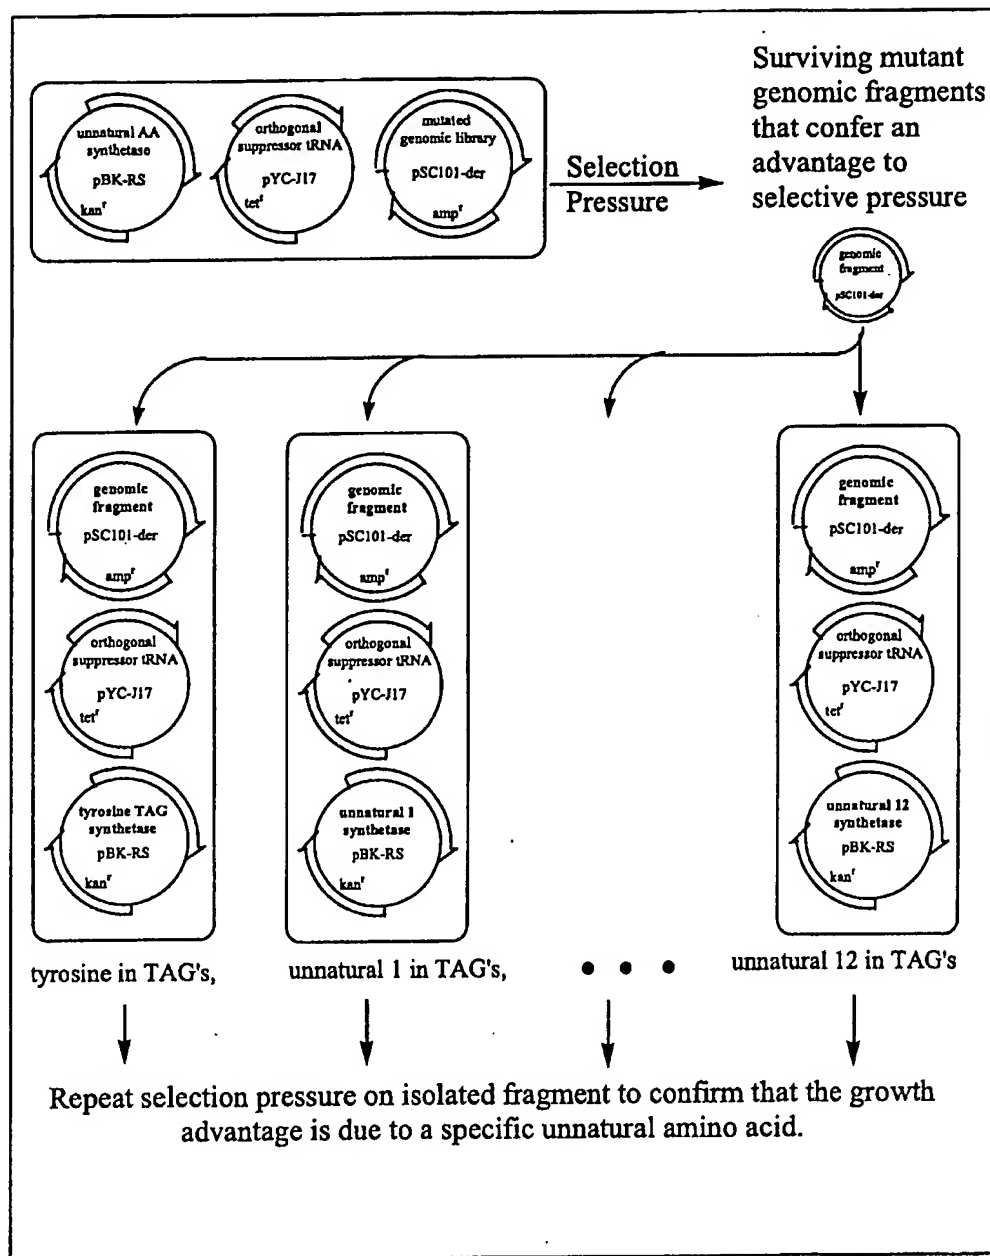 unnatural AA
synthetase
pBK-RS
kanʳ
orthogonal
suppressor tRNA
pYC-J17
tetʳ
mutated
genomic library
pSC101-der
ampʳ
Selection
Pressure
Surviving mutant
genomic fragments
that confer an
advantage to
selective pressure
genomic
fragment
pSC101-der
genomic
fragment
pSC101-der
ampʳ
orthogonal
suppressor tRNA
pYC-J17
tetʳ
tyrosine TAG
synthetase
pBK-RS
kanʳ
tyrosine in TAG's,
genomic
fragment
pSC101-der
ampʳ
orthogonal
suppressor tRNA
pYC-J17
tetʳ
unnatural 1
synthetase
pBK-RS
kanʳ
unnatural 1 in TAG's,
• • •
genomic
fragment
pSC101-der
ampʳ
orthogonal
suppressor tRNA
pYC-J17
tetʳ
unnatural 12
synthetase
pBK-RS
kanʳ
unnatural 12 in TAG's
Repeat selection pressure on isolated fragment to confirm that the growth
advantage is due to a specific unnatural amino acid.